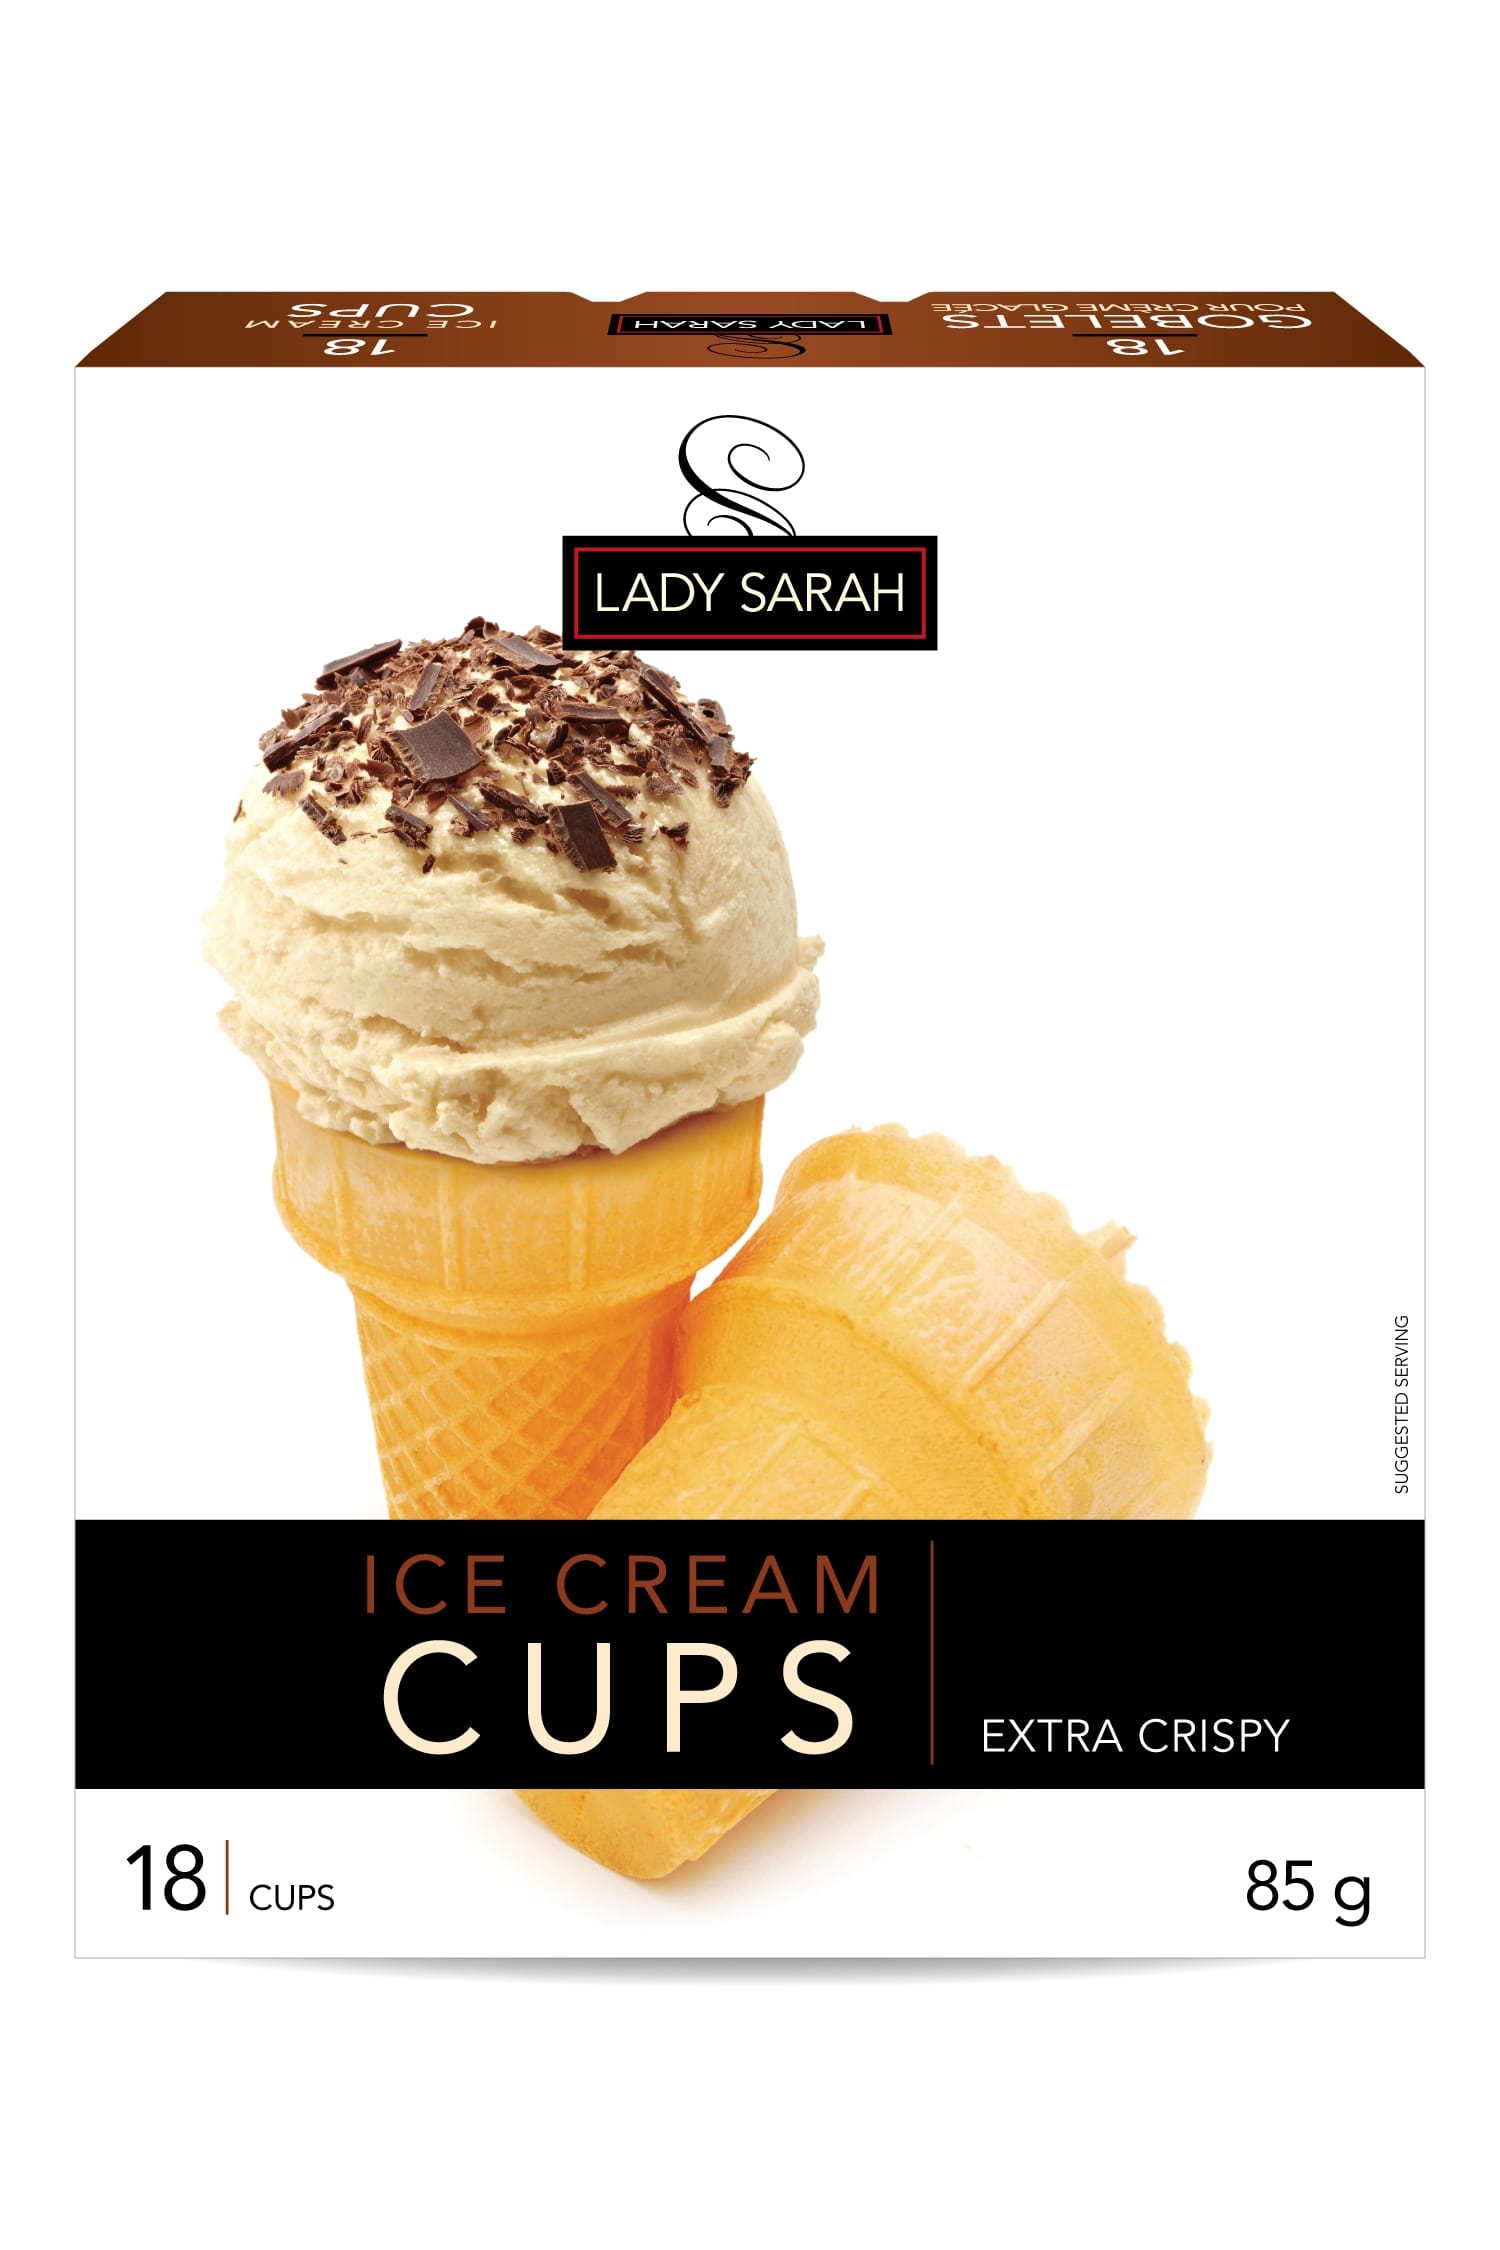 ICE CREAM
CUPS
18
LADY SARAH
GOBELETS
POUR CRÈME GLACÉE
18
LADY SARAH
SUGGESTED SERVING
ICE CREAM
CUPS
EXTRA CRISPY
18 CUPS
85 g